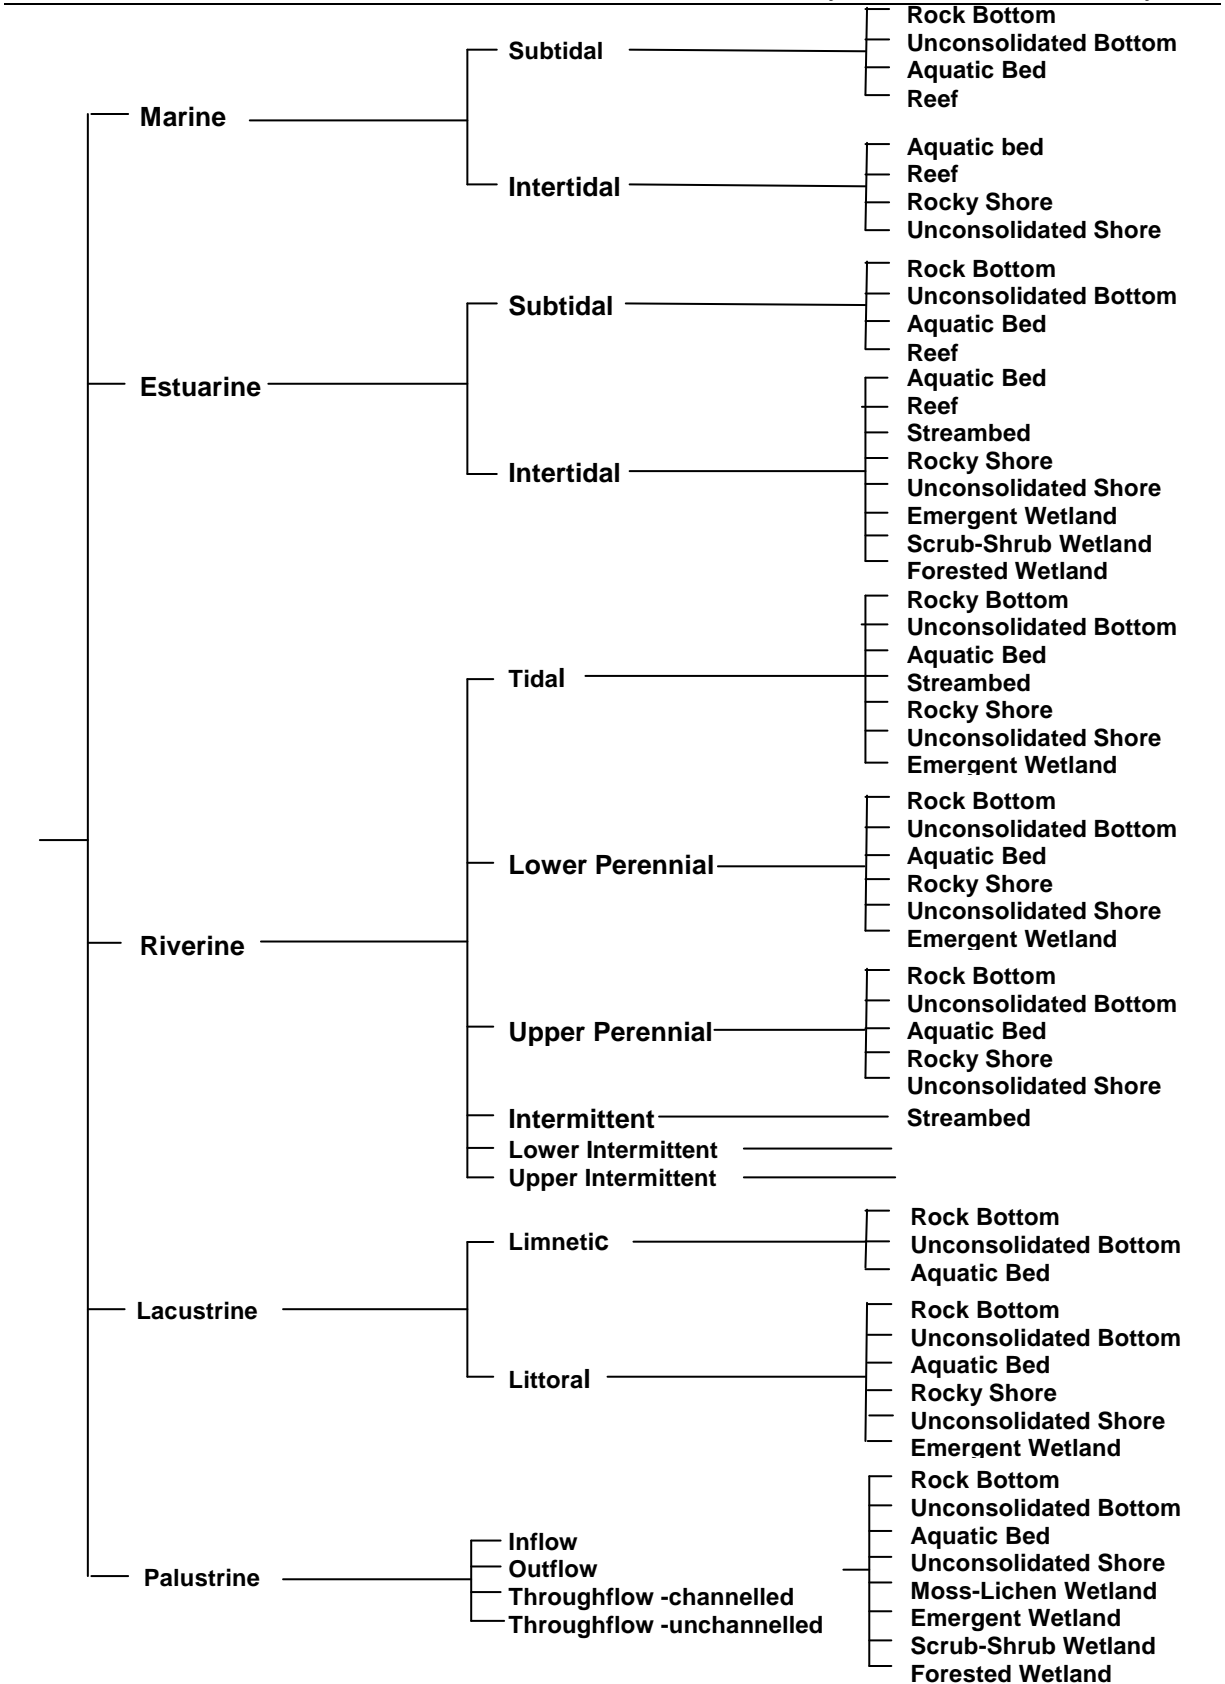 Rock Bottom
Unconsolidated Bottom
Subtidal
Aquatic Bed
Reef
Marine
Aquatic bed
Reef
Intertidal
Rocky Shore
Unconsolidated Shore
Rock Bottom
Unconsolidated Bottom
Subtidal
Aquatic Bed
Reef
Estuarine
Aquatic Bed
Reef
Streambed
Rocky Shore
Intertidal
Unconsolidated Shore
Emergent Wetland
Scrub-Shrub Wetland
Forested Wetland
Rocky Bottom
Unconsolidated Bottom
Aquatic Bed
Tidal
Streambed
Rocky Shore
Unconsolidated Shore
Emergent Wetland
Rock Bottom
Unconsolidated Bottom
Aquatic Bed
Lower Perennial
Rocky Shore
Unconsolidated Shore
Emergent Wetland
Riverine
Rock Bottom
Unconsolidated Bottom
Upper Perennial
Aquatic Bed
Rocky Shore
Unconsolidated Shore
Intermittent
Streambed
Lower Intermittent
Upper Intermittent
Rock Bottom
Limnetic
Unconsolidated Bottom
Aquatic Bed
Lacustrine
Rock Bottom
Unconsolidated Bottom
Aquatic Bed
Littoral
Rocky Shore
Unconsolidated Shore
Emergent Wetland
Rock Bottom
Unconsolidated Bottom
Inflow
Aquatic Bed
Outflow
Unconsolidated Shore
Palustrine
Throughflow -channelled
Moss-Lichen Wetland
Throughflow -unchannelled
Emergent Wetland
Scrub-Shrub Wetland
Forested Wetland